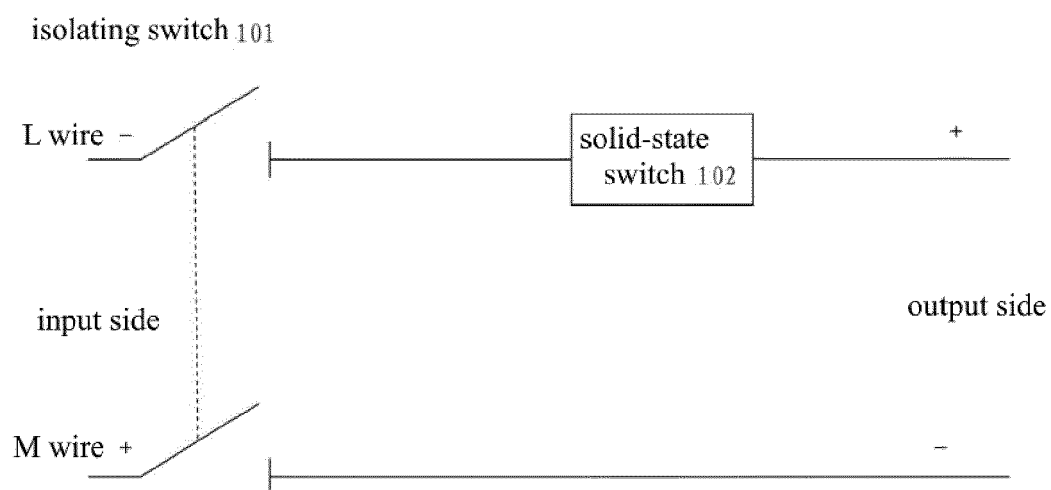 isolating switch 101
L wire -
solid-state
switch 102
+
input side
output side
M wire +
-